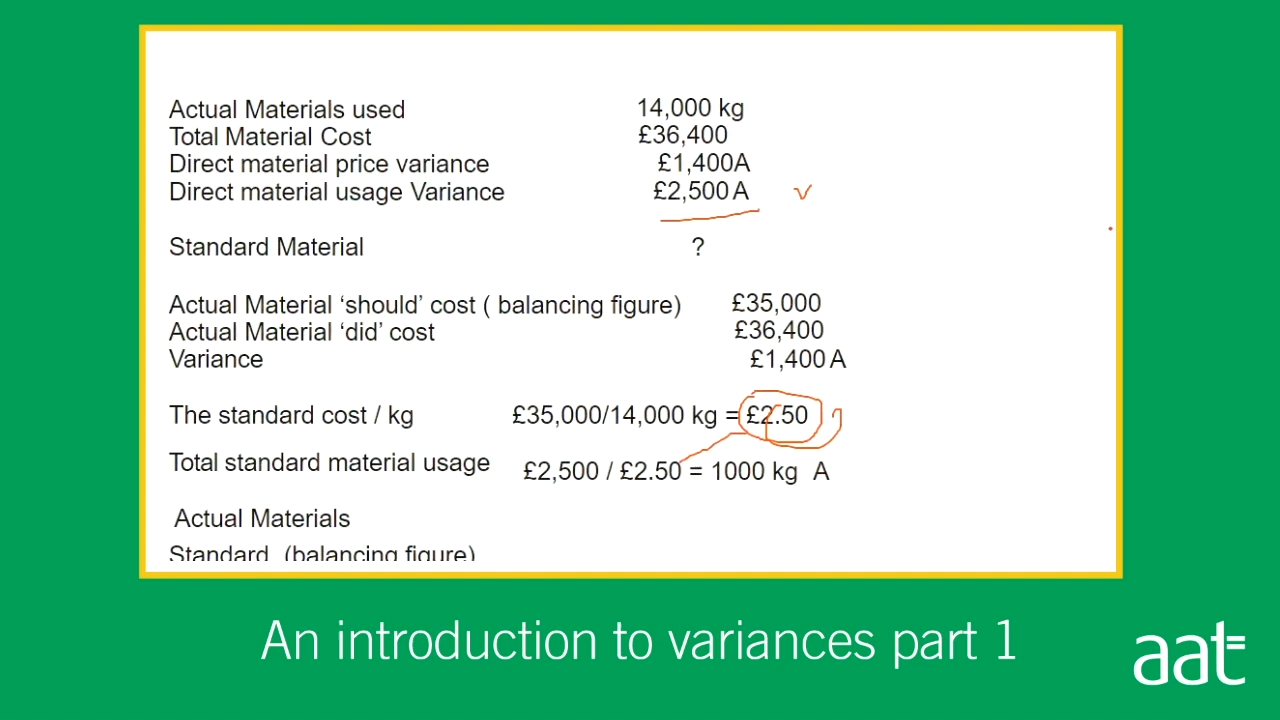 Actual Materials used 14,000 kg
Total Material Cost £36,400
Direct material price variance £1,400A
Direct material usage Variance £2,500 A
Standard Material ?
Actual Material ‘should’ cost ( balancing figure) £35,000
Actual Material ‘did’ cost £36,400
Variance £1,400 A
The standard cost / kg £35,000/14,000 kg = £2.50
Total standard material usage £2,500 / £2.50 = 1000 kg A
Actual Materials
Standard (balancing figure)
An introduction to variances part 1
aat